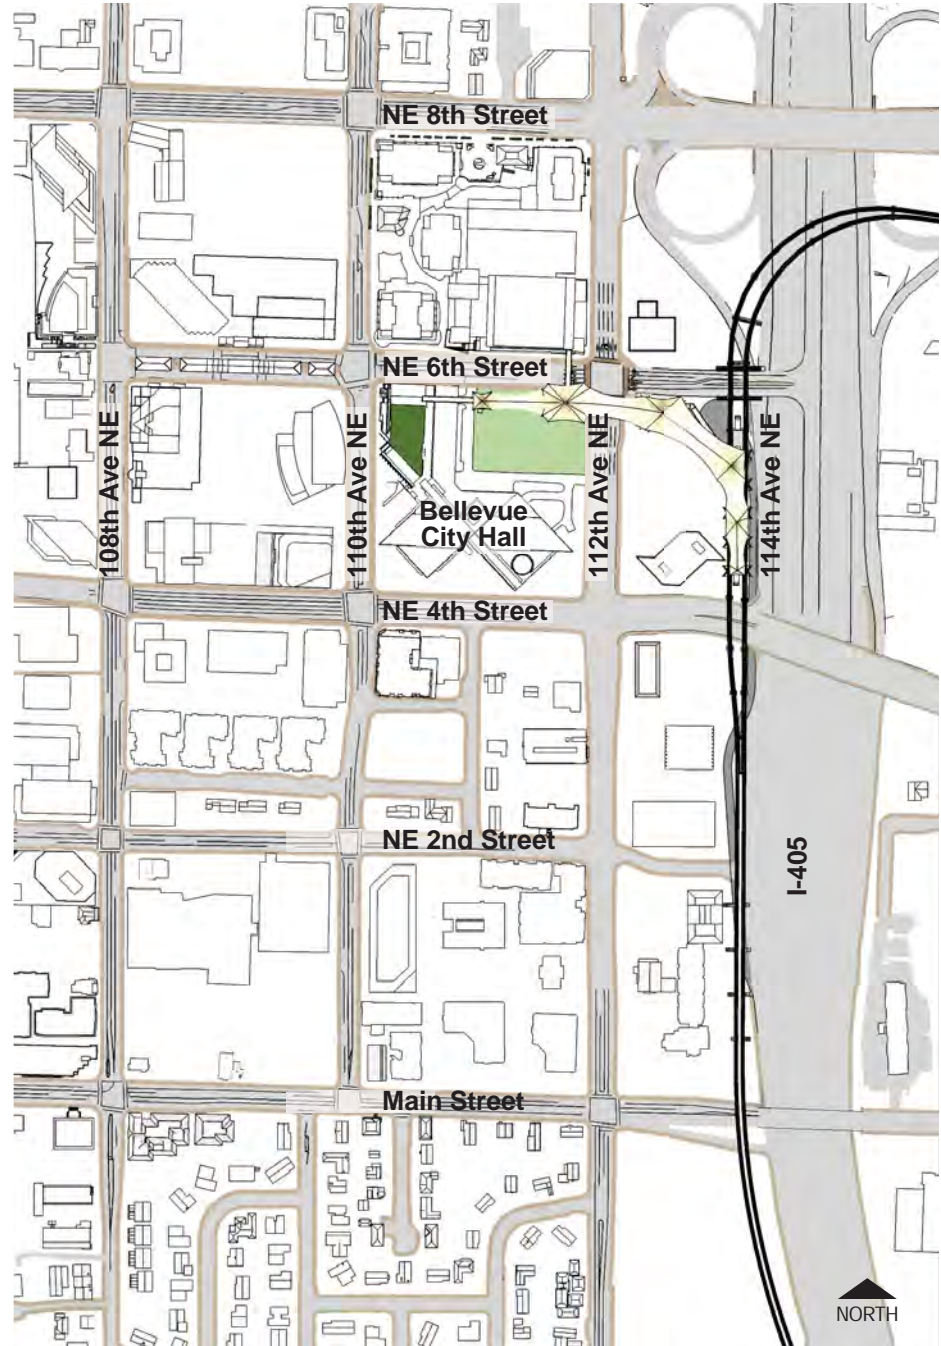 NE 8th Street
NE 6th Street
108th Ave NE
110th Ave NE
112th Ave NE
114th Ave NE
Bellevue
City Hall
NE 4th Street
NE 2nd Street
I-405
Main Street
NORTH